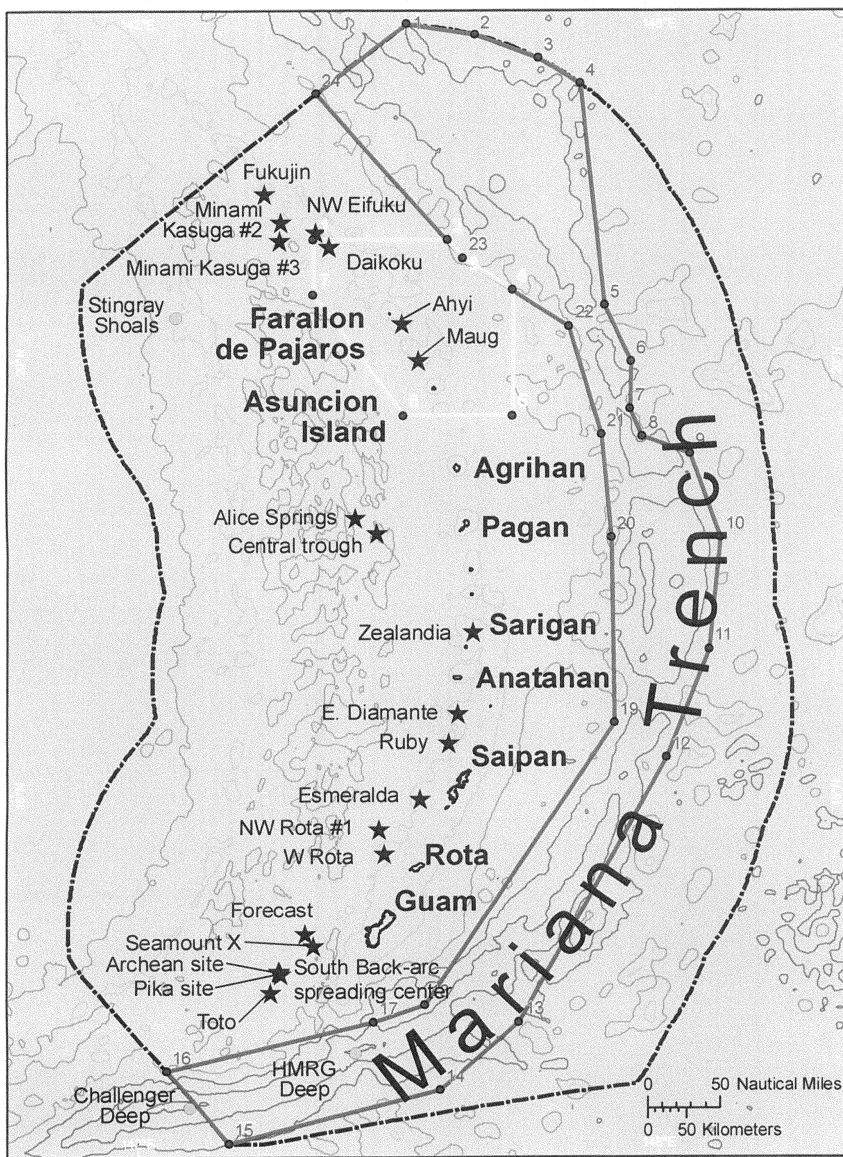 1
2
3
4
24
Fukujin
Minami
Kasuga #2
NW Eifuku
23
Minami Kasuga #3
Daikoku
Stingray
Shoals
5
Ahyi
22
Farallon
de Pajaros
Maug
6
7
Asuncion
Island
21
8
9
Agrihan
Alice Springs
Pagan
20
10
Central trough
Zealandia
Sarigan
11
Anatahan
E. Diamante
19
Ruby
Saipan
12
Esmeralda
NW Rota #1
W Rota
Rota
Guam
Forecast
Seamount X
Archean site
South Back-arc
spreading center
Pika site
Toto
17
13
Mariana Trench
16
HMRG
Deep
14
Challenger
Deep
15
0 50 Nautical Miles
0 50 Kilometers